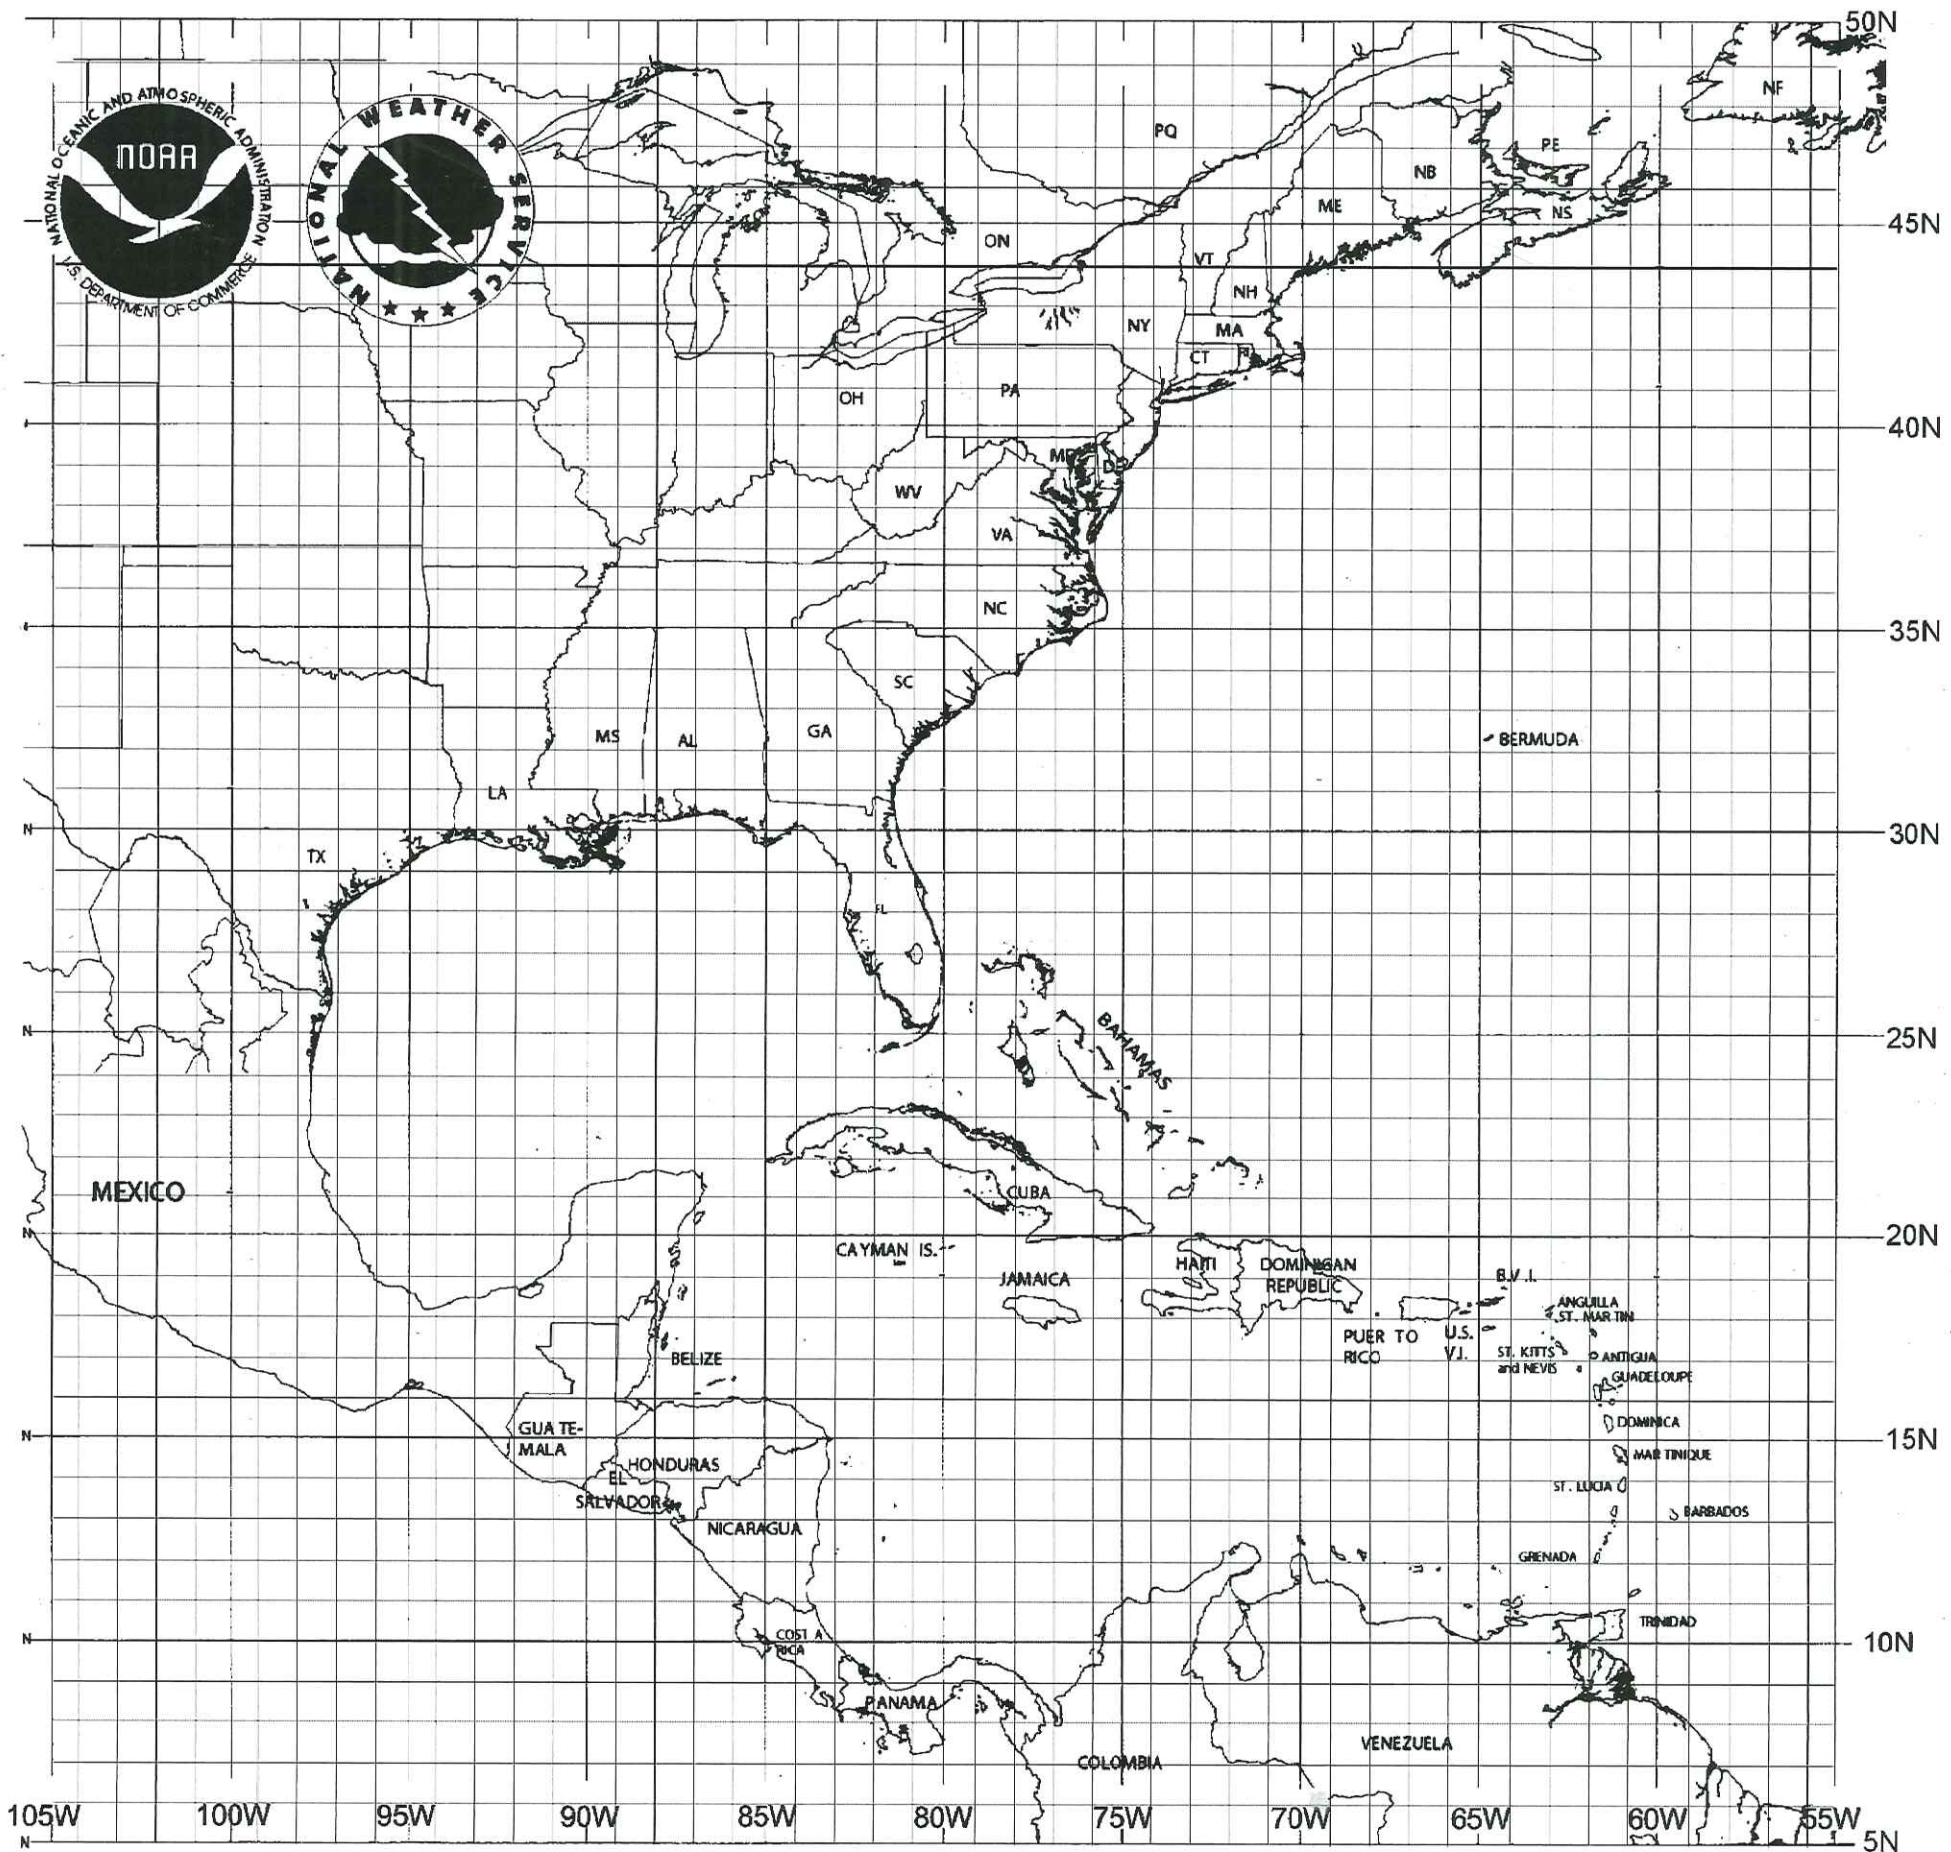 50N
NATIONAL OCEANIC AND ATMOSPHERIC ADMINISTRATION
NOAA
U.S. DEPARTMENT OF COMMERCE
NATIONAL WEATHER SERVICE
NF
PQ
PE
NB
ME
NS
45N
ON
VT
NH
NY
MA
CT
RI
PA
OH
40N
MD
DE
WV
VA
NC
35N
SC
GA
MS
AL
BERMUDA
LA
N
30N
TX
FL
BAHAMAS
N
25N
MEXICO
CUBA
N
20N
CAYMAN IS.
HAITI
DOMINICAN
REPUBLIC
JAMAICA
B.V.I.
ANGUILLA
ST. MARTIN
PUER TO
RICO
U.S.
V.I.
ST. KITTS
and NEVIS
ANTIGUA
GUADELOUPE
BELIZE
DOMINICA
GUA TE-
MALA
N
15N
HONDURAS
MAR TINIQUE
EL
SALVADOR
ST. LUCIA
BARBADOS
NICARAGUA
GRENADA
TRINIDAD
COST A
RICA
N
10N
PANAMA
COLOMBIA
VENEZUELA
105W 100W 95W 90W 85W 80W 75W 70W 65W 60W 55W
N
5N